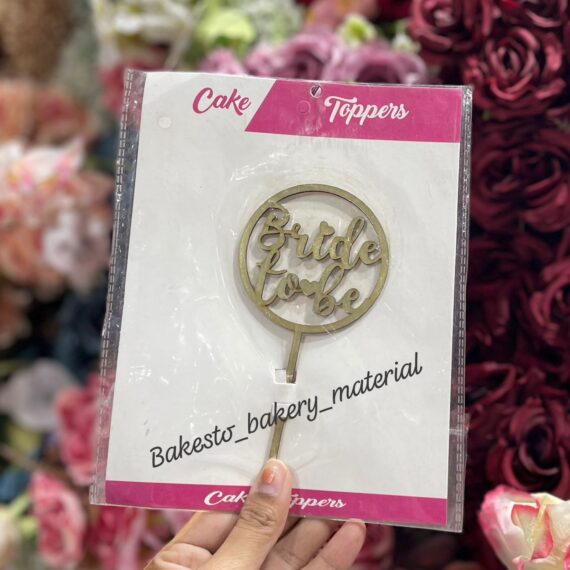 Cake Toppers
Bride
to be
Bakesto_bakery_material
Cake Toppers